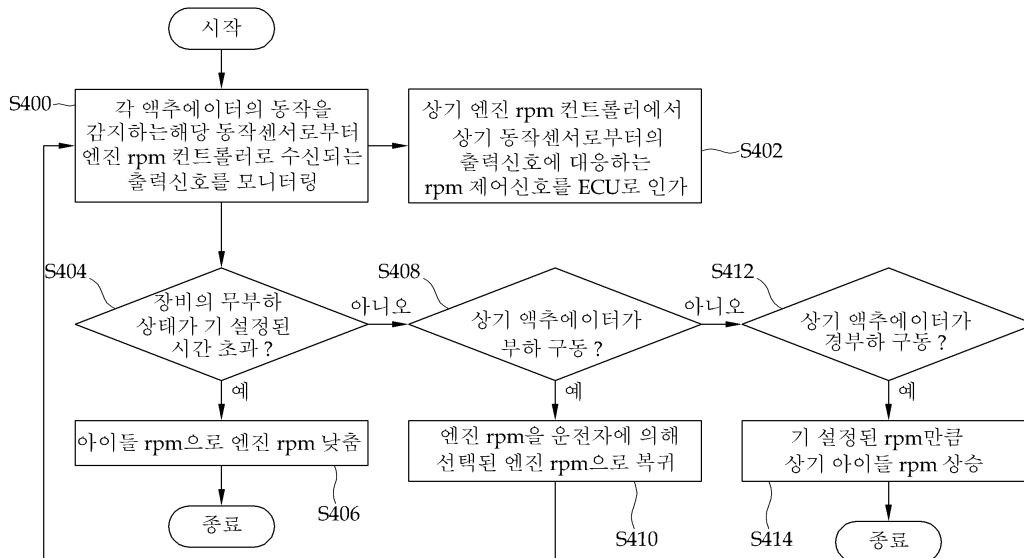 시작
S400
각 액추에이터의 동작을
감지하는해당 동작센서로부터
엔진 rpm 컨트롤러로 수신되는
출력신호를 모니터링
상기 엔진 rpm 컨트롤러에서
상기 동작센서로부터의
출력신호에 대응하는
rpm 제어신호를 ECU로 인가
S402
S404
장비의 무부하
상태가 기 설정된
시간 초과 ?
아니오
예
S408
상기 액추에이터가
부하 구동 ?
아니오
예
S412
상기 액추에이터가
경부하 구동 ?
예
아이들 rpm으로 엔진 rpm 낮춤
S406
종료
엔진 rpm을 운전자에 의해
선택된 엔진 rpm으로 복귀
S410
기 설정된 rpm만큼
상기 아이들 rpm 상승
S414
종료